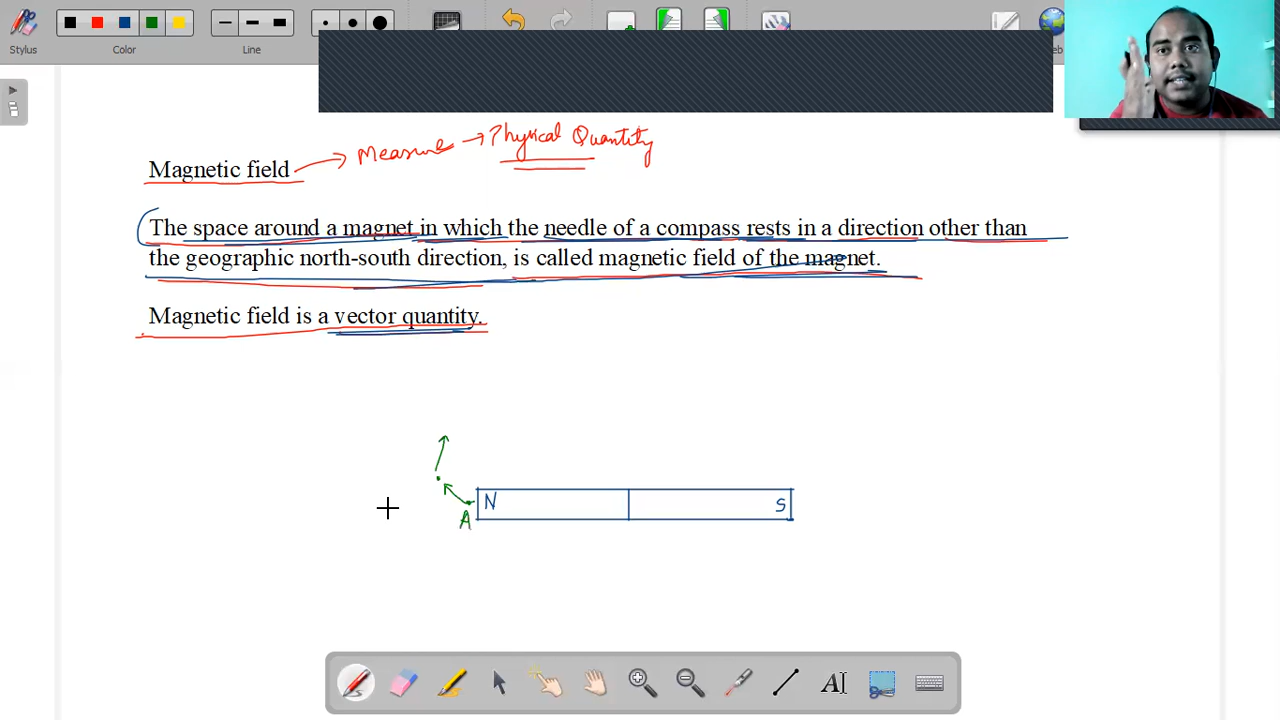 Stylus
Color
Line
Web
Measure → Physical Quantity
Magnetic field
The space around a magnet in which the needle of a compass rests in a direction other than
the geographic north-south direction, is called magnetic field of the magnet.
Magnetic field is a vector quantity.
N
S
A